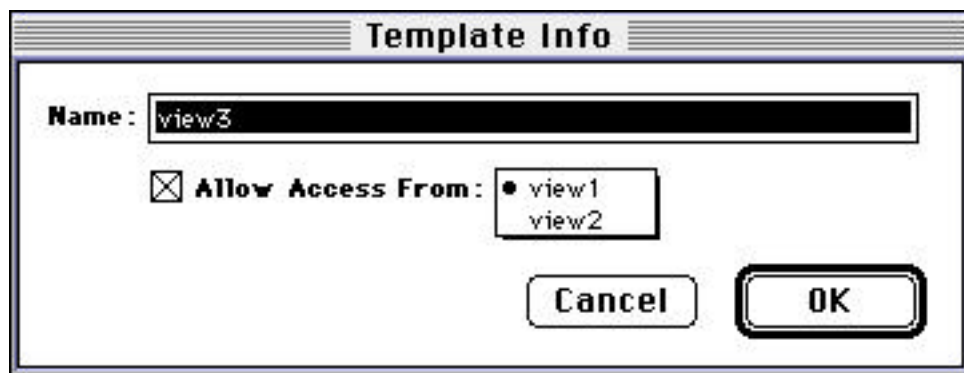 Template Info
Name: view3
Allow Access From: view1
view2
Cancel OK